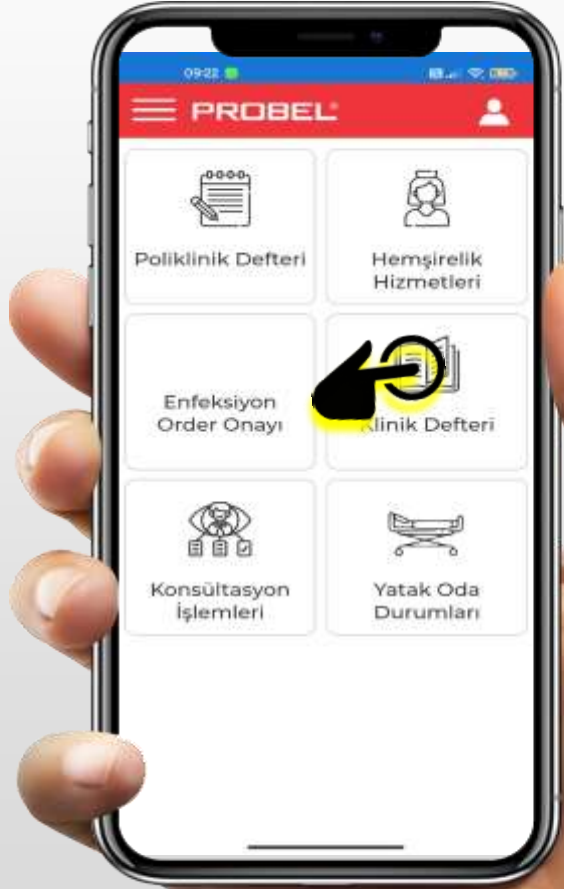 09:22
PROBEL
Poliklinik Defteri
Hemşirelik
Hizmetleri
Enfeksiyon
Order Onayı
Klinik Defteri
Konsültasyon
İşlemleri
Yatak Oda
Durumları